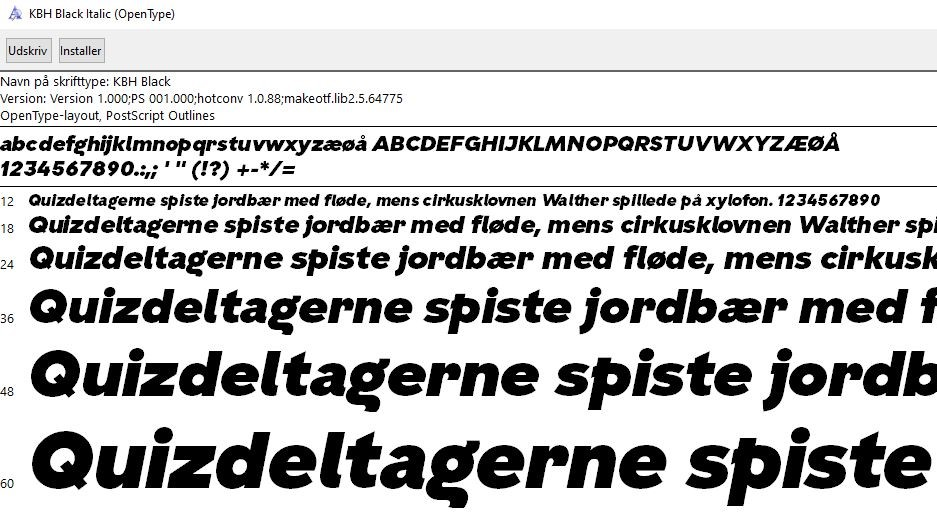 KBH Black Italic (OpenType)
Udskriv Installer
Navn på skrifttype: KBH Black
Version: Version 1.000;PS 001.000;hotconv 1.0.88;makeotf.lib2.5.64775
OpenType-layout, PostScript Outlines
abcdefghijklmnopqrstuvwxyzæøå ABCDEFGHIJKLMNOPQRSTUVWXYZÆØÅ
1234567890.:,; ' " (!?) +-*/=
12 Quizdeltagerne spiste jordbær med fløde, mens cirkusklovnen Walther spillede på xylofon. 1234567890
18 Quizdeltagerne spiste jordbær med fløde, mens cirkusklovnen Walther spi
24 Quizdeltagerne spiste jordbær med fløde, mens cirkusk
36 Quizdeltagerne spiste jordbær med f
48 Quizdeltagerne spiste jordb
60 Quizdeltagerne spiste